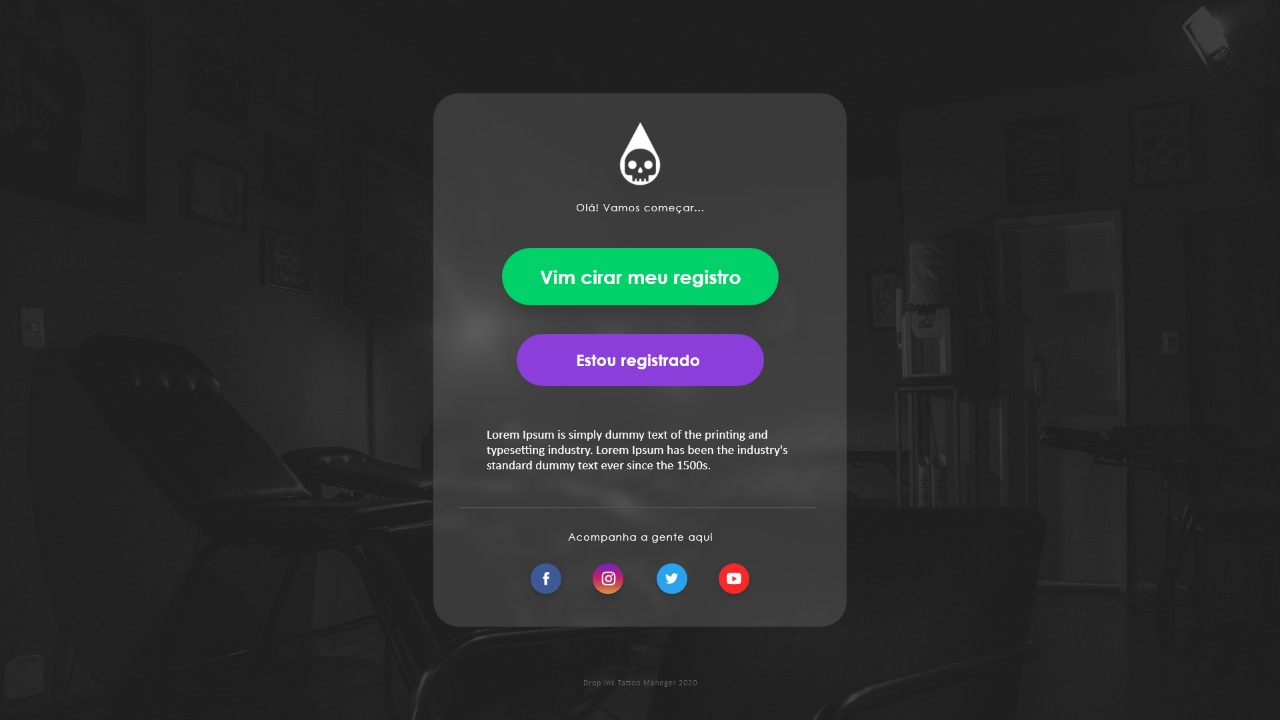 Olá! Vamos começar...
Vim cirar meu registro
Estou registrado
Lorem Ipsum is simply dummy text of the printing and
typesetting industry. Lorem Ipsum has been the industry's
standard dummy text ever since the 1500s.
Acompanha a gente aqui
Drop Ink Tattoo Maneger 2020